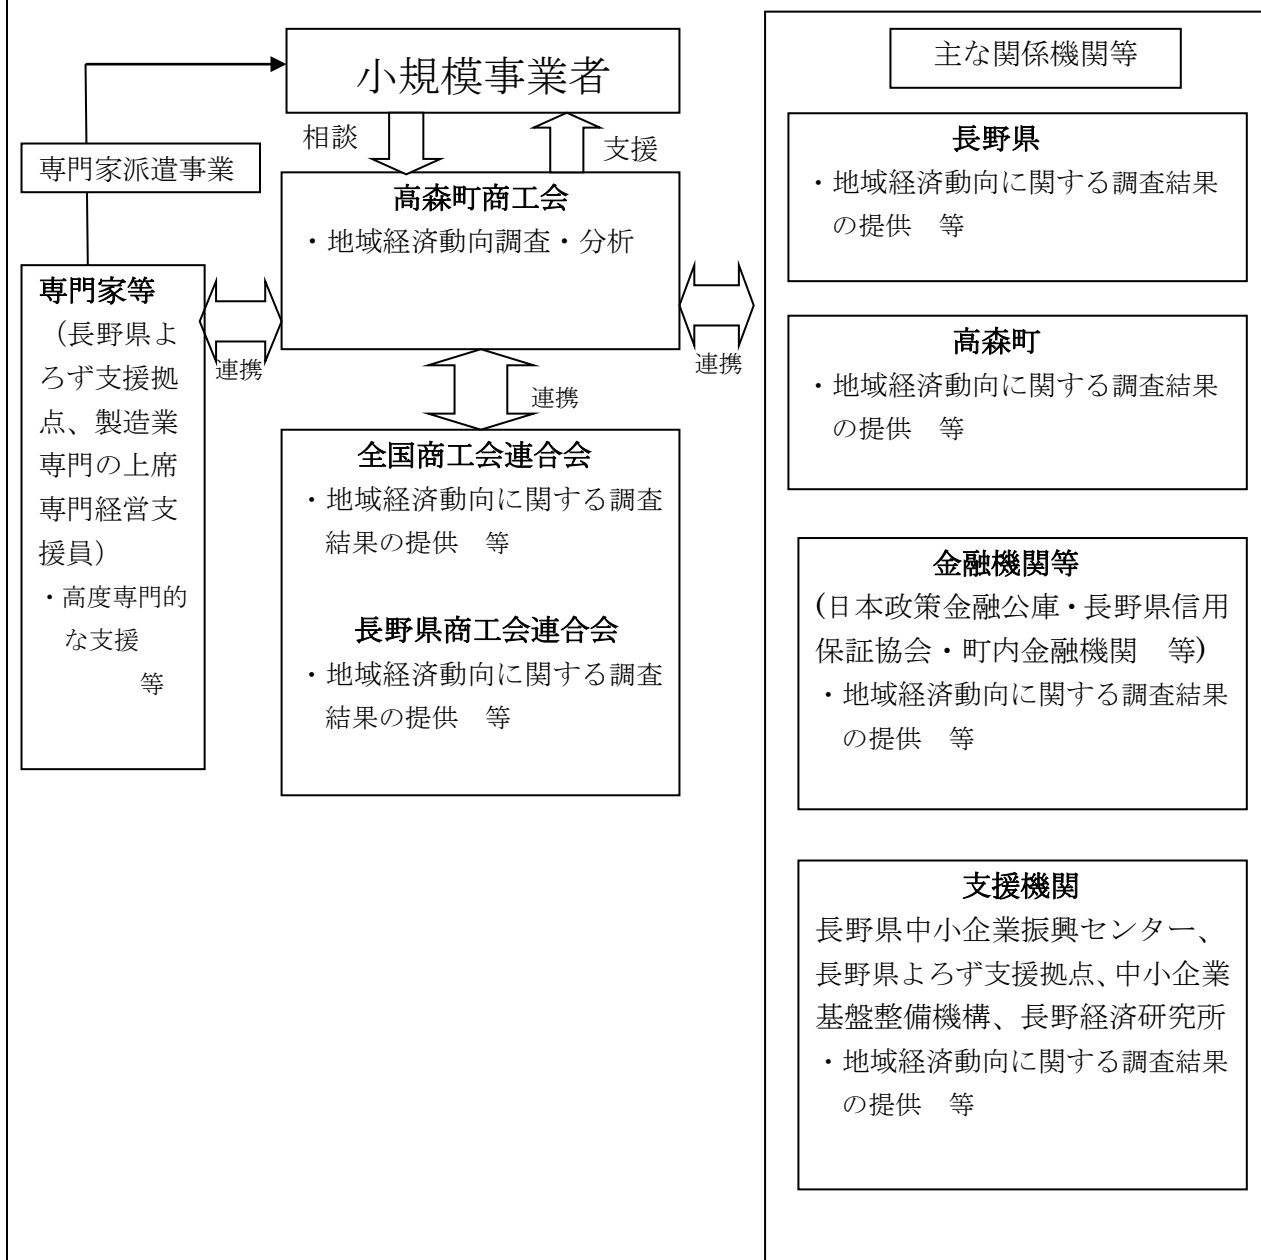 小規模事業者
相談
支援
専門家派遣事業
高森町商工会
・地域経済動向調査・分析
専門家等
(長野県よ
ろず支援拠
点、製造業
専門の上席
専門経営支
援員)
・高度専門的
な支援
等
連携
連携
連携
全国商工会連合会
・地域経済動向に関する調査
結果の提供 等
長野県商工会連合会
・地域経済動向に関する調査
結果の提供 等
主な関係機関等
長野県
・地域経済動向に関する調査結果
の提供 等
高森町
・地域経済動向に関する調査結果
の提供 等
金融機関等
(日本政策金融公庫・長野県信用
保証協会・町内金融機関 等)
・地域経済動向に関する調査結果
の提供 等
支援機関
長野県中小企業振興センター、
長野県よろず支援拠点、中小企業
基盤整備機構、長野経済研究所
・地域経済動向に関する調査結果
の提供 等